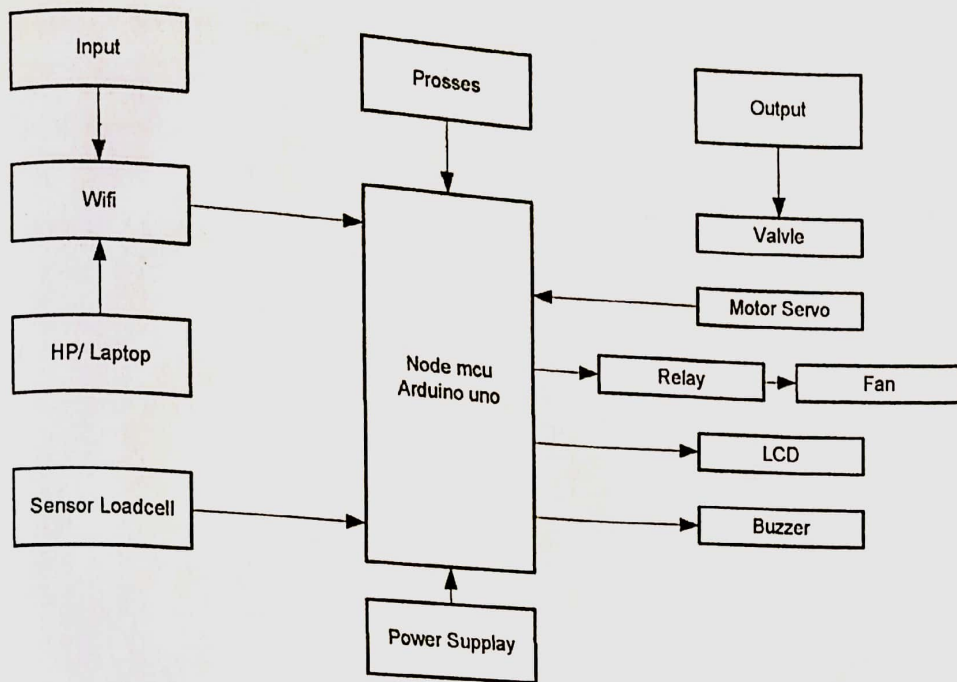 Input
Prosses
Output
Wifi
Valvle
Motor Servo
HP/ Laptop
Node mcu
Arduino uno
Relay
Fan
LCD
Sensor Loadcell
Buzzer
Power Supplay